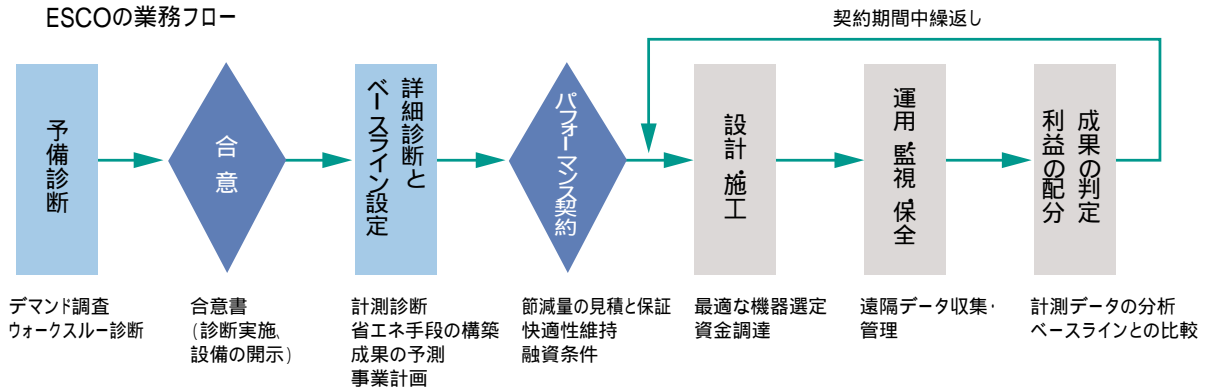 ESCOの業務フロー
契約期間中繰返し
予備診断
合意
詳細診断と
ベースライン設定
パフォーマンス契約
設計・施工
運用・監視・保全
成果の判定
利益の配分
デマンド調査
ウォークスルー診断
合意書
(診断実施、
設備の開示)
計測診断
省エネ手段の構築
成果の予測
事業計画
節減量の見積と保証
快適性維持
融資条件
最適な機器選定
資金調達
遠隔データ収集・
管理
計測データの分析
ベースラインとの比較